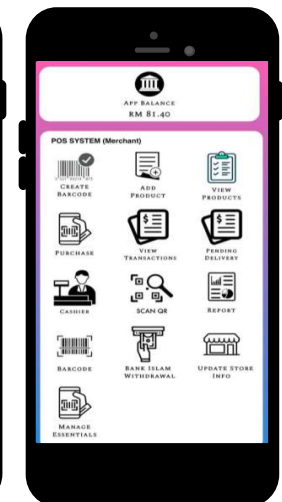 APP BALANCE
RM 81.40
POS SYSTEM (Merchant)
CREATE
BARCODE
ADD
PRODUCT
VIEW
PRODUCTS
PURCHASE
VIEW
TRANSACTIONS
PENDING
DELIVERY
CASHIER
SCAN QR
REPORT
BARCODE
BANK ISLAM
WITHDRAWAL
UPDATE STORE
INFO
MANAGE
ESSENTIALS